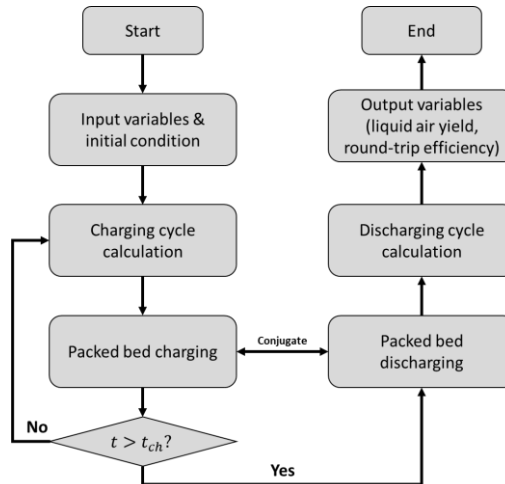 Start
Input variables &
initial condition
Charging cycle
calculation
Packed bed charging
t > t_ch?
No
Yes
Conjugate
Packed bed
discharging
Discharging cycle
calculation
Output variables
(liquid air yield,
round-trip efficiency)
End